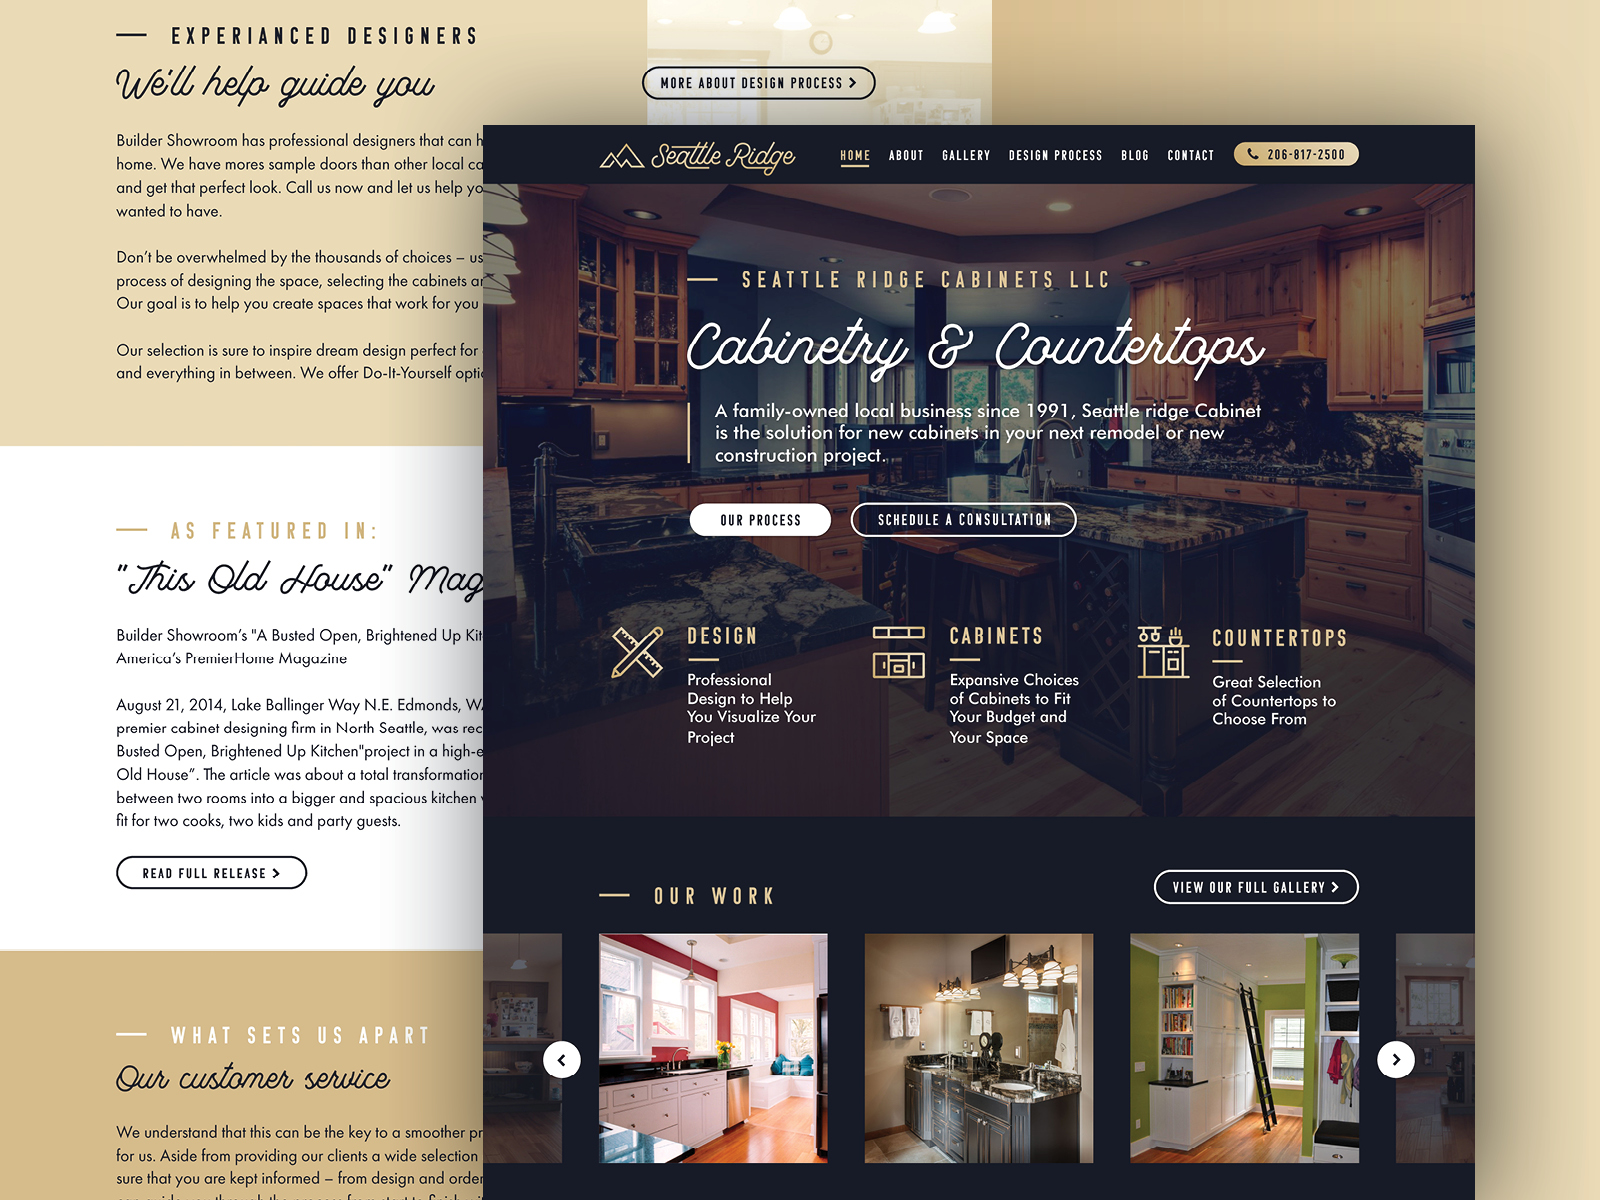 EXPERIANCED DESIGNERS
We'll help guide you
Builder Showroom has professional designers that can h
home. We have mores sample doors than other local ca
and get that perfect look. Call us now and let us help yo
wanted to have.
Don't be overwhelmed by the thousands of choices – us
process of designing the space, selecting the cabinets an
Our goal is to help you create spaces that work for you
Our selection is sure to inspire dream design perfect for
and everything in between. We offer Do-It-Yourself optio
MORE ABOUT DESIGN PROCESS
AS FEATURED IN:
"This Old House" Mag
Builder Showroom's "A Busted Open, Brightened Up Kit
America's PremierHome Magazine
August 21, 2014, Lake Ballinger Way N.E. Edmonds, WA
premier cabinet designing firm in North Seattle, was rec
Busted Open, Brightened Up Kitchen"project in a high-e
Old House". The article was about a total transformation
between two rooms into a bigger and spacious kitchen
fit for two cooks, two kids and party guests.
READ FULL RELEASE
WHAT SETS US APART
Our customer service
We understand that this can be the key to a smoother pr
for us. Aside from providing our clients a wide selection
sure that you are kept informed – from design and order
Seattle Ridge
HOME ABOUT GALLERY DESIGN PROCESS BLOG CONTACT 206-817-2500
SEATTLE RIDGE CABINETS LLC
Cabinetry & Countertops
A family-owned local business since 1991, Seattle ridge Cabinet
is the solution for new cabinets in your next remodel or new
construction project.
OUR PROCESS SCHEDULE A CONSULTATION
DESIGN
Professional
Design to Help
You Visualize Your
Project
CABINETS
Expansive Choices
of Cabinets to Fit
Your Budget and
Your Space
COUNTERTOPS
Great Selection
of Countertops to
Choose From
OUR WORK
VIEW OUR FULL GALLERY